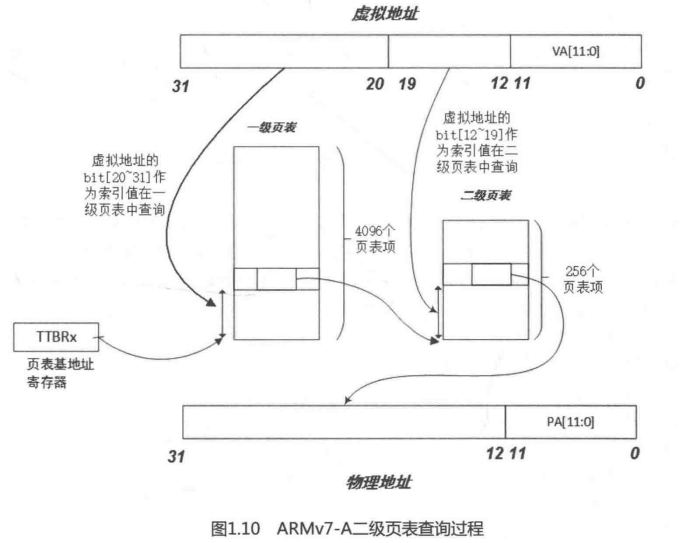 虚拟地址
VA[11:0]
31
20
19
12
11
0
一级页表
虚拟地址的
bit[20~31]作
为索引值在一
级页表中查询
虚拟地址的
bit[12~19]作
为索引值在二
级页表中查询
二级页表
4096个
页表项
256个
页表项
TTBRx
页表基地址
寄存器
PA[11:0]
31
12
11
0
物理地址
图1.10 ARMv7-A二级页表查询过程